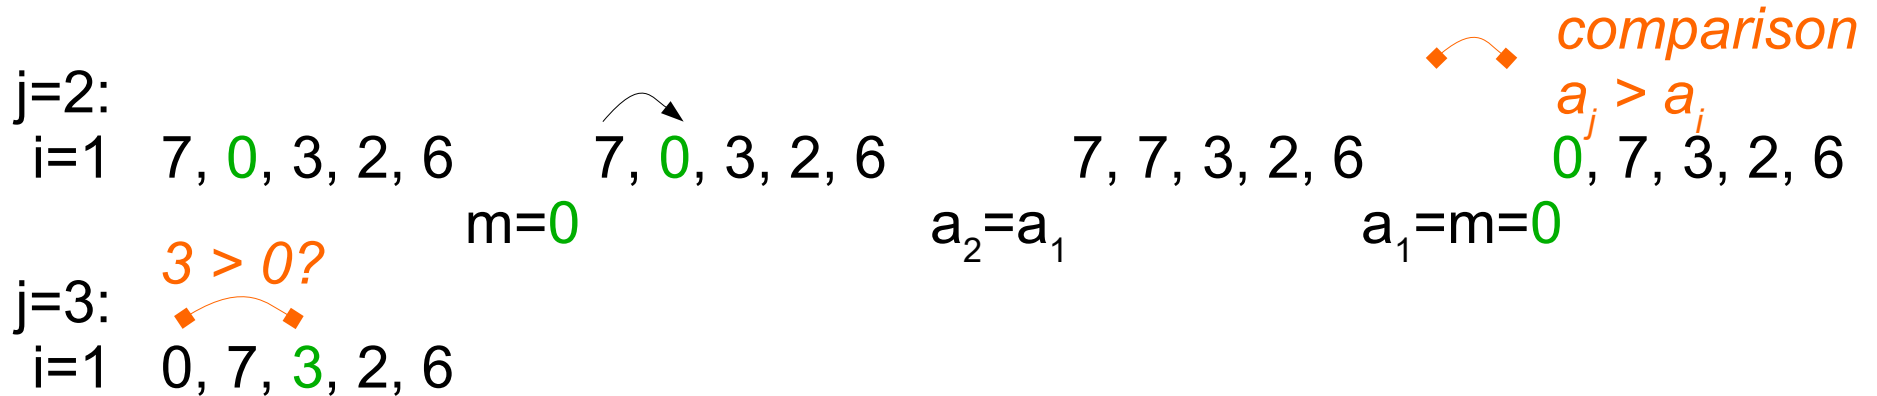 comparison
a_j > a_i
j=2:
i=1 7, 0, 3, 2, 6 7, 0, 3, 2, 6 7, 7, 3, 2, 6 0, 7, 3, 2, 6
m=0 a_2=a_1 a_1=m=0
3 > 0?
j=3:
i=1 0, 7, 3, 2, 6